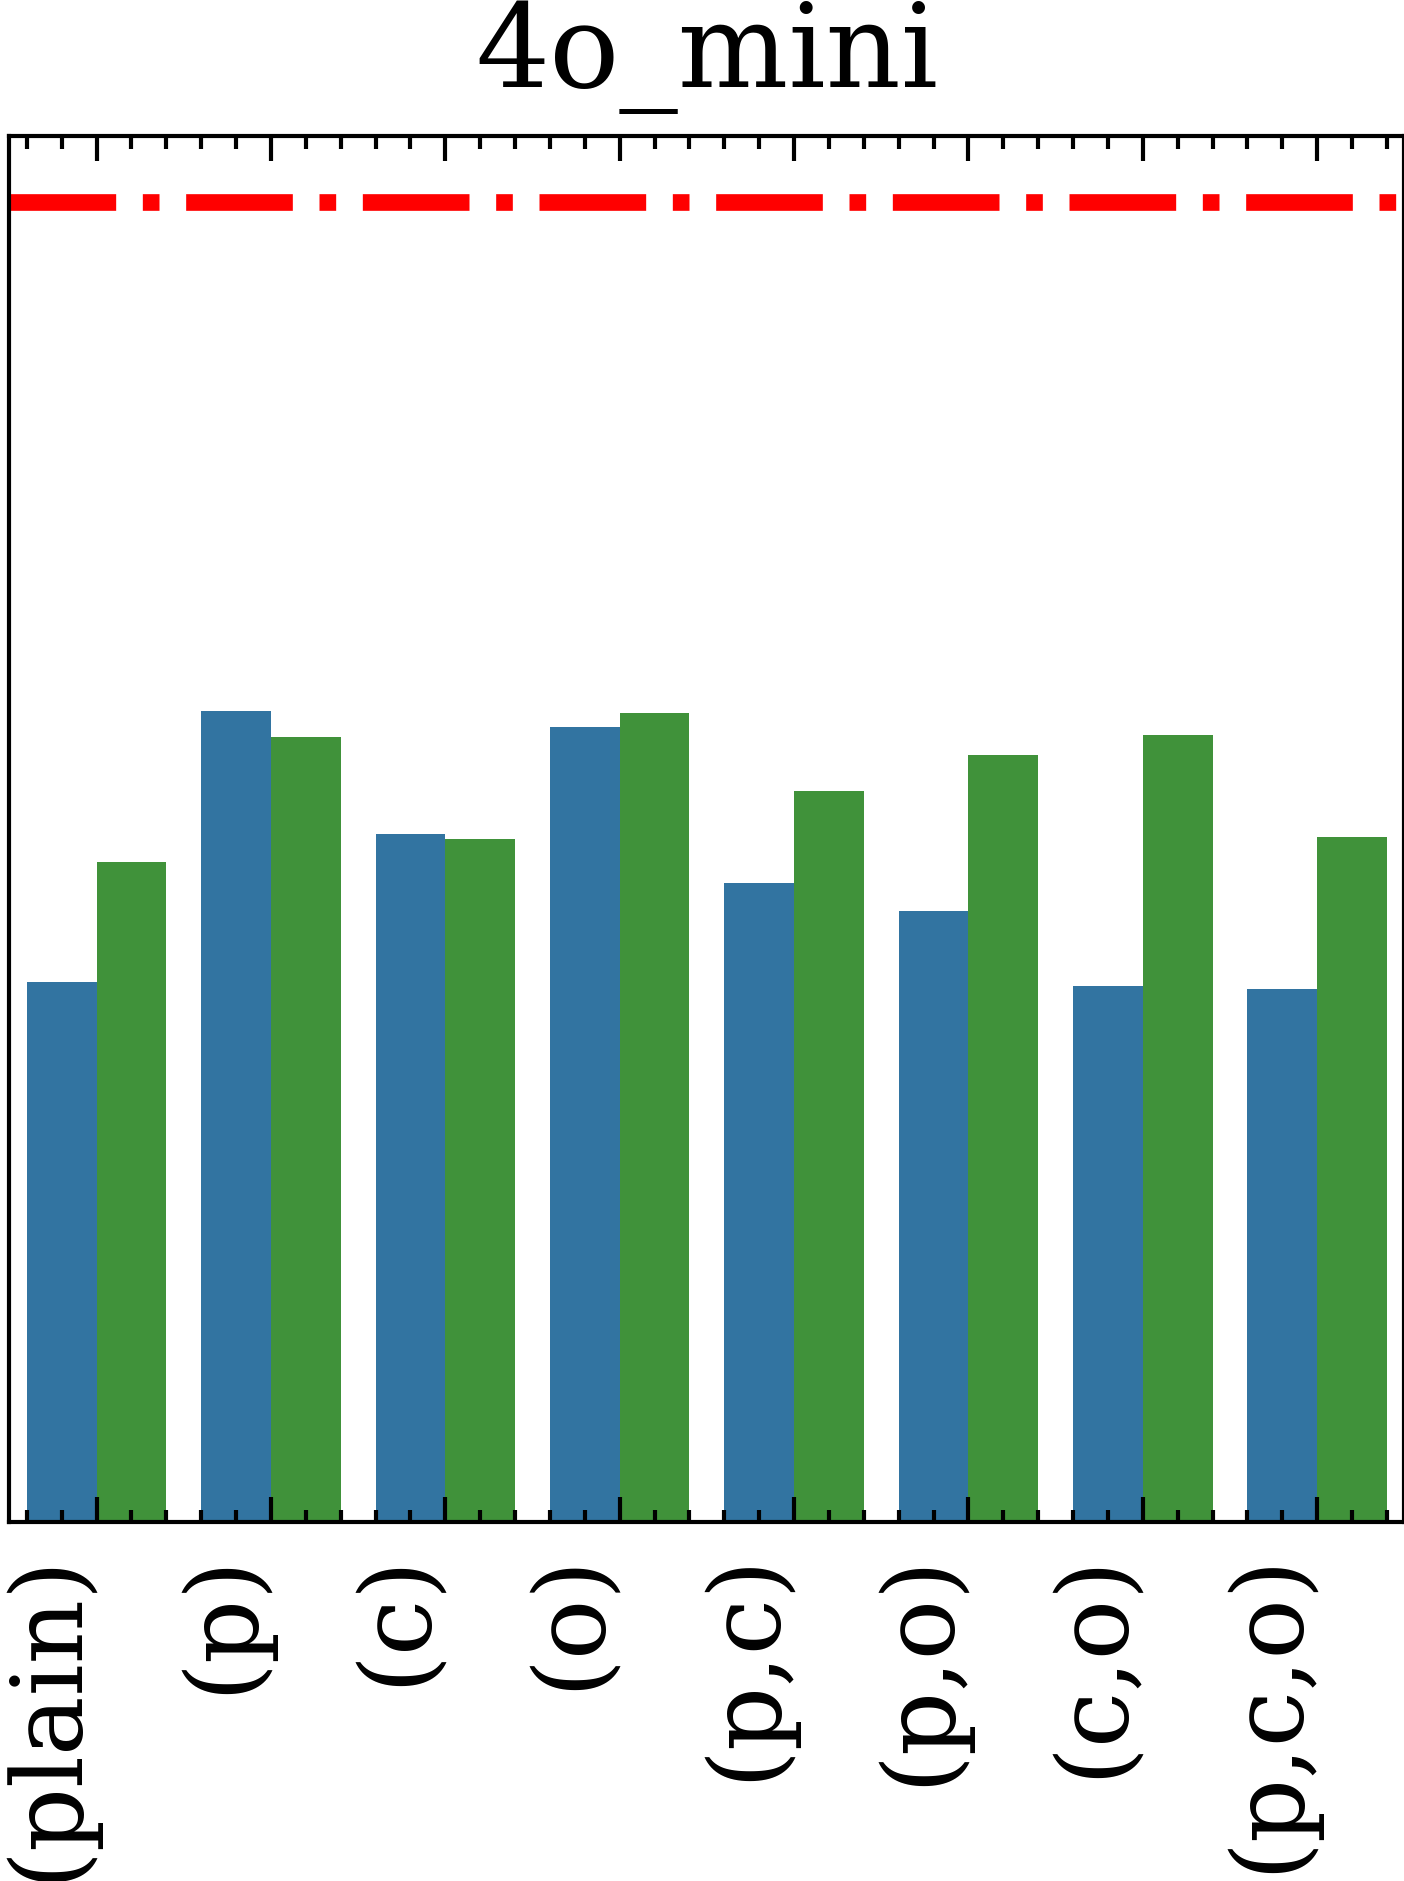 4o_mini
(plain)
(p)
(c)
(o)
(p,c)
(p,o)
(c,o)
(p,c,o)